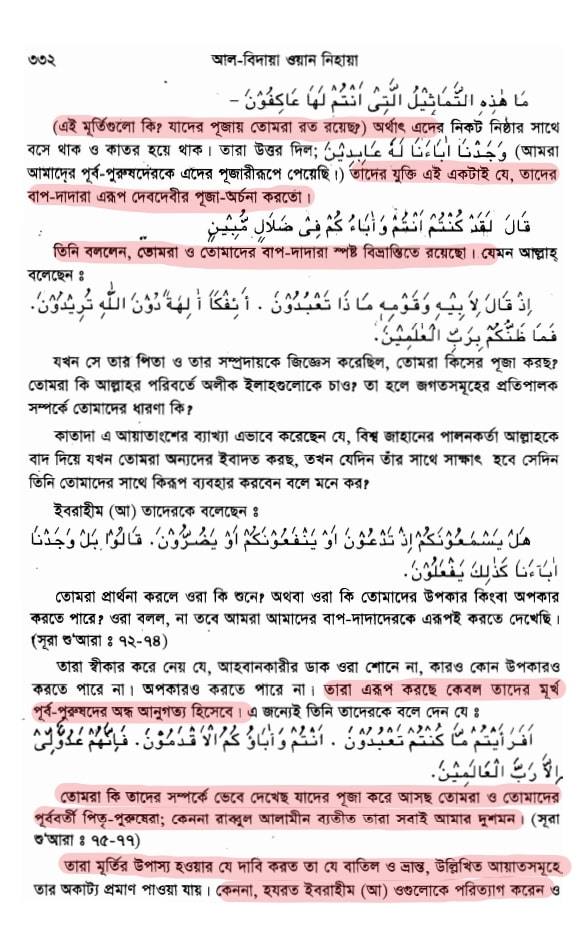 ৩৩২ আল-বিদায়া ওয়ান নিহায়া
مَا هٰذِهِ التَّمَاثِيْلُ الَّتِىْ أَنْتُمْ لَهَا عَاكِفُوْنَ –
(এই মূর্তিগুলো কি? যাদের পূজায় তোমরা রত রয়েছ?) অর্থাৎ এদের নিকট নিষ্ঠার সাথে
বসে থাক ও কাতর হয়ে থাক। তারা উত্তর দিল; وَجَدْنَا أَبَاءَنَا لَهَ عَابِدِيْنَ (আমরা
আমাদের পূর্ব-পুরুষদেরকে এদের পূজারীরূপে পেয়েছি।) তাদের যুক্তি এই একটাই যে, তাদের
বাপ-দাদারা এরূপ দেবদেবীর পূজা-অর্চনা করতো।
قَالَ لَقَدْ كُنْتُمْ أَنْتُمْ وَأَبَاءُ كُمْ فِىْ ضَلَالٍ مُّبِيْنٍ
তিনি বললেন, তোমরা ও তোমাদের বাপ-দাদারা স্পষ্ট বিভ্রান্তিতে রয়েছো। যেমন আল্লাহ্
বলেছেন ঃ
اِذْ قَالَ لِاَ بِيْهِ وَقَوْمِهِ مَا ذَا تَعْبُدُوْنَ . أَئِفْكًا أٰلِهَةً دُوْنَ اللّٰهِ تُرِيْدُوْنَ.
فَمَا ظَنُّكُمْ بِرَبِّ الْعٰلَمِيْنَ.
যখন সে তার পিতা ও তার সম্প্রদায়কে জিজ্ঞেস করেছিল, তোমরা কিসের পূজা করছ?
তোমরা কি আল্লাহর পরিবর্তে অলীক ইলাহগুলোকে চাও? তা হলে জগতসমূহের প্রতিপালক
সম্পর্কে তোমাদের ধারণা কি?
কাতাদা এ আয়াতাংশের ব্যাখ্যা এভাবে করেছেন যে, বিশ্ব জাহানের পালনকর্তা আল্লাহকে
বাদ দিয়ে যখন তোমরা অন্যদের ইবাদত করছ, তখন যেদিন তাঁর সাথে সাক্ষাৎ হবে সেদিন
তিনি তোমাদের সাথে কিরূপ ব্যবহার করবেন বলে মনে কর?
ইবরাহীম (আ) তাদেরকে বলেছেন ঃ
هَلْ يَسْمَعُوْنَكُمْ اِذْ تَدْعُوْنَ اَوْ يَنْفَعُوْنَكُمْ اَوْ يَضُرُّوْنَ. قَالُوْا بَلْ وَجَدْنَا
اٰبَاءَنَا كَذٰلِكَ يَفْعَلُوْنَ.
তোমরা প্রার্থনা করলে ওরা কি শুনে? অথবা ওরা কি তোমাদের উপকার কিংবা অপকার
করতে পারে? ওরা বলল, না তবে আমরা আমাদের বাপ-দাদাদেরকে এরূপই করতে দেখেছি।
(সূরা শু'আরা ঃ ৭২-৭৪)
তারা স্বীকার করে নেয় যে, আহবানকারীর ডাক ওরা শোনে না, কারও কোন উপকারও
করতে পারে না। অপকারও করতে পারে না। তারা এরূপ করছে কেবল তাদের মূর্খ
পূর্ব-পুরুষদের অন্ধ আনুগত্য হিসেবে। এ জন্যেই তিনি তাদেরকে বলে দেন যে ঃ
اَفَرَاَيْتُمْ مَّا كُنْتُمْ تَعْبُدُوْنَ . اَنْتُمْ وَاٰبَاؤُ كُمُ الْاَ قْدَمُوْنَ. فَاِنَّهُمْ عَدُوٌّلِّىْ
اِلاَّ رَبَّ الْعَالَمِيْنَ.
তোমরা কি তাদের সম্পর্কে ভেবে দেখেছ যাদের পূজা করে আসছ তোমরা ও তোমাদের
পূর্ববর্তী পিতৃ-পুরুষেরা; কেননা রাব্বুল আলামীন ব্যতীত তারা সবাই আমার দুশমন। (সূরা
শু'আরা ঃ ৭৫-৭৭)
তারা মূর্তির উপাস্য হওয়ার যে দাবি করত তা যে বাতিল ও ভ্রান্ত, উল্লিখিত আয়াতসমূহে
তার অকাট্য প্রমাণ পাওয়া যায়। কেননা, হযরত ইবরাহীম (আ) ওগুলোকে পরিত্যাগ করেন ও